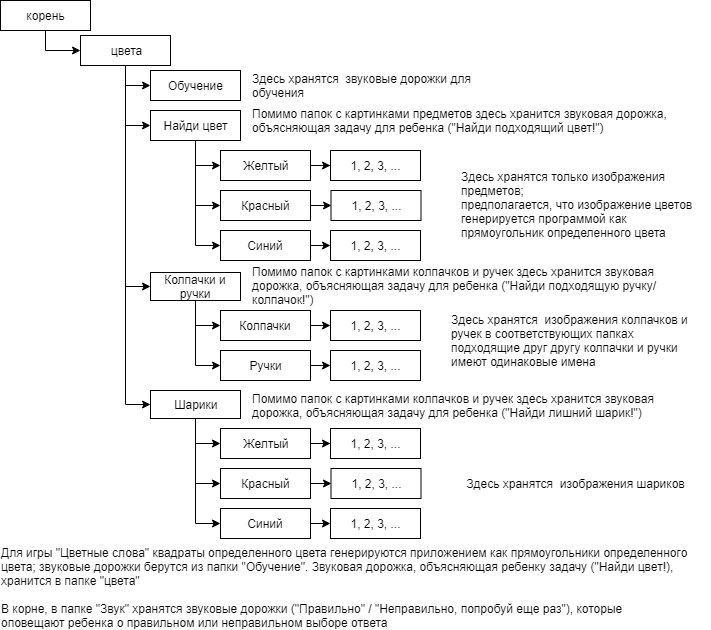 корень
цвета
Обучение
Здесь хранятся  звуковые дорожки для
обучения
Найди цвет
Помимо папок с картинками предметов здесь хранится звуковая дорожка,
объясняющая задачу для ребенка ("Найди подходящий цвет!")
Желтый
1, 2, 3, ...
Красный
1, 2, 3, ...
Синий
1, 2, 3, ...
Здесь хранятся только изображения
предметов;
предполагается, что изображение цветов
генерируется программой как
прямоугольник определенного цвета
Колпачки и
ручки
Помимо папок с картинками колпачков и ручек здесь хранится звуковая
дорожка, объясняющая задачу для ребенка ("Найди подходящую ручку/
колпачок!")
Колпачки
1, 2, 3, ...
Ручки
1, 2, 3, ...
Здесь хранятся  изображения колпачков и
ручек в соответствующих папках
подходящие друг другу колпачки и ручки
имеют одинаковые имена
Шарики
Помимо папок с картинками колпачков и ручек здесь хранится звуковая
дорожка, объясняющая задачу для ребенка ("Найди лишний шарик!")
Желтый
1, 2, 3, ...
Красный
1, 2, 3, ...
Синий
1, 2, 3, ...
Здесь хранятся  изображения шариков
Для игры "Цветные слова" квадраты определенного цвета генерируются приложением как прямоугольники определенного
цвета; звуковые дорожки берутся из папки "Обучение". Звуковая дорожка, объясняющая ребенку задачу ("Найди цвет!),
хранится в папке "цвета"
В корне, в папке "Звук" хранятся звуковые дорожки ("Правильно" / "Неправильно, попробуй еще раз"), которые
оповещают ребенка о правильном или неправильном выборе ответа